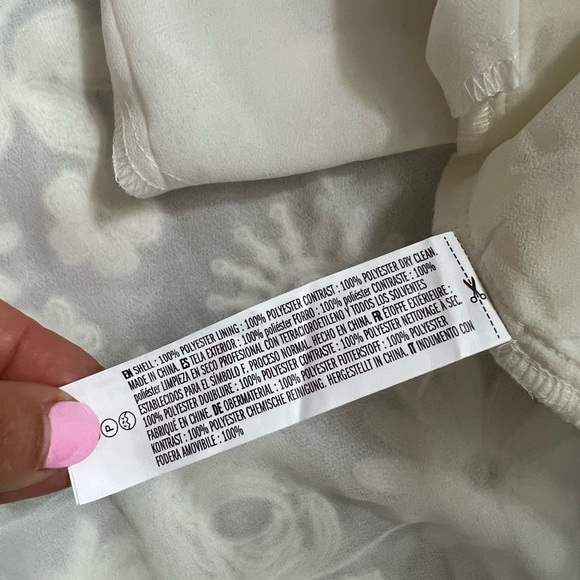 EN SHELL : 100% POLYESTER LINING : 100% POLYESTER CONTRAST : 100% POLYESTER DRY CLEAN.
MADE IN CHINA. ES TELA EXTERIOR : 100% poliéster FORRO : 100% poliéster CONTRASTE : 100%
poliéster LIMPIEZA EN SECO PROFESIONAL CON TETRACIOROETILENO Y TODOS LOS SOLVENTES
ESTABLECIDOS PARA EL SIMBOLO F. PROCESO NORMAL. HECHO EN CHINA. FR ÉTOFFE EXTÉRIEURE :
100% POLYESTER DOUBLURE : 100% POLYESTER CONTRASTE : 100% POLYESTER NETTOYAGE A SEC.
FABRIQUÉ EN CHINE. DE OBERMATERIAL : 100% POLYESTER FUTTERSTOFF : 100% POLYESTER
KONTRAST : 100% POLYESTER CHEMISCHE REINIGUNG. HERGESTELLT IN CHINA. IT INDUMENTO CON
FODERA AMOVIBILE : 100%
P